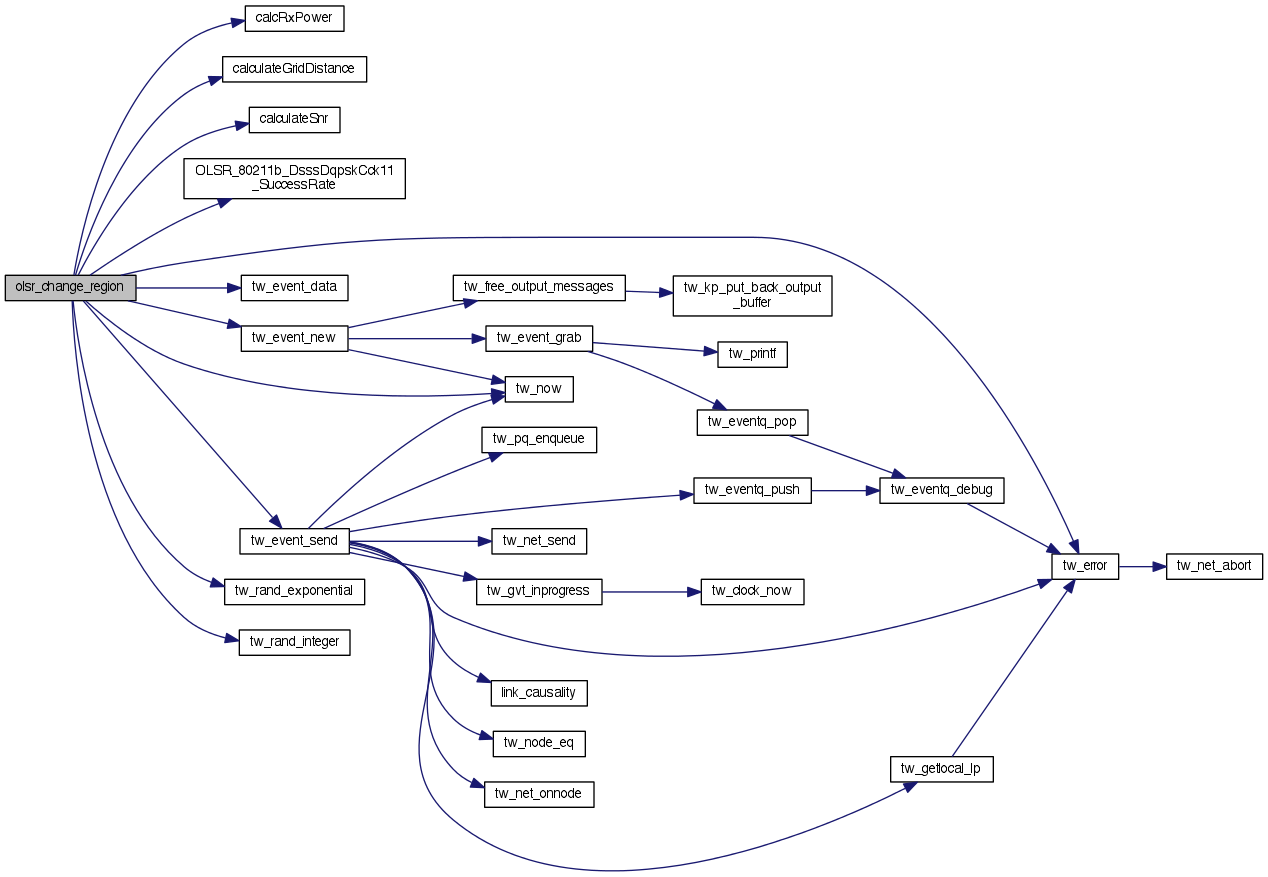 calcRxPower
calculateGridDistance
calculateSnr
OLSR_80211b_DsssDqpskCck11
_SuccessRate
olsr_change_region
tw_event_data
tw_free_output_messages
tw_kp_put_back_output
_buffer
tw_event_new
tw_event_grab
tw_printf
tw_now
tw_eventq_pop
tw_pq_enqueue
tw_eventq_push
tw_eventq_debug
tw_event_send
tw_net_send
tw_error
tw_net_abort
tw_rand_exponential
tw_gvt_inprogress
tw_clock_now
tw_rand_integer
link_causality
tw_node_eq
tw_getlocal_lp
tw_net_onnode